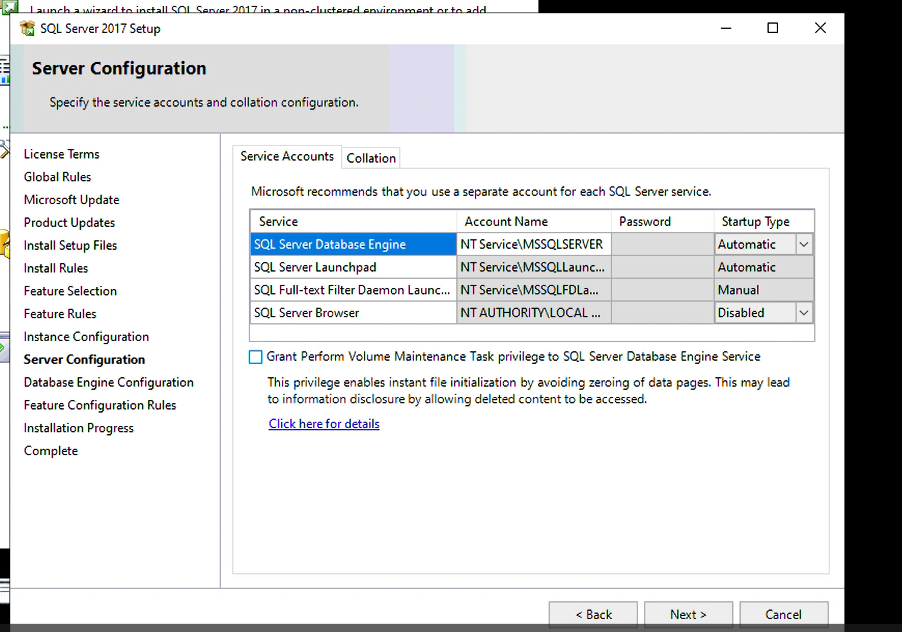 Launch a wizard to install SQL Server 2017 in a non-clustered environment or to add
SQL Server 2017 Setup
Server Configuration
Specify the service accounts and collation configuration.
License Terms
Global Rules
Microsoft Update
Product Updates
Install Setup Files
Install Rules
Feature Selection
Feature Rules
Instance Configuration
Server Configuration
Database Engine Configuration
Feature Configuration Rules
Installation Progress
Complete
Service Accounts Collation
Microsoft recommends that you use a separate account for each SQL Server service.
Service Account Name Password Startup Type
SQL Server Database Engine NT Service\MSSQLSERVER Automatic
SQL Server Launchpad NT Service\MSSQLLaunc... Automatic
SQL Full-text Filter Daemon Launc... NT Service\MSSQLFDLa... Manual
SQL Server Browser NT AUTHORITY\LOCAL ... Disabled
Grant Perform Volume Maintenance Task privilege to SQL Server Database Engine Service
This privilege enables instant file initialization by avoiding zeroing of data pages. This may lead
to information disclosure by allowing deleted content to be accessed.
Click here for details
< Back Next > Cancel